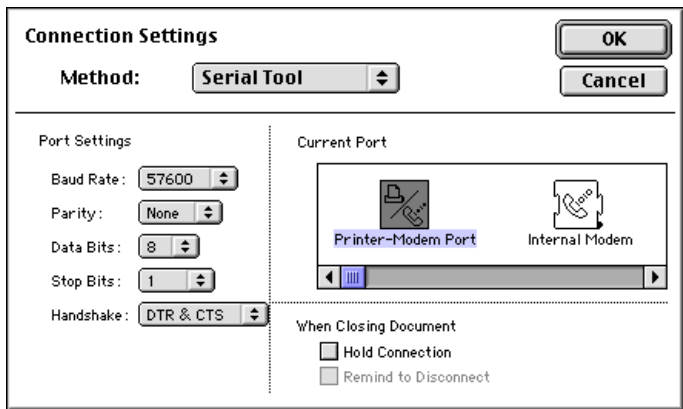 Connection Settings
OK
Method: Serial Tool
Cancel
Port Settings
Baud Rate: 57600
Parity: None
Data Bits: 8
Stop Bits: 1
Handshake: DTR & CTS
Current Port
Printer-Modem Port
Internal Modem
When Closing Document
Hold Connection
Remind to Disconnect